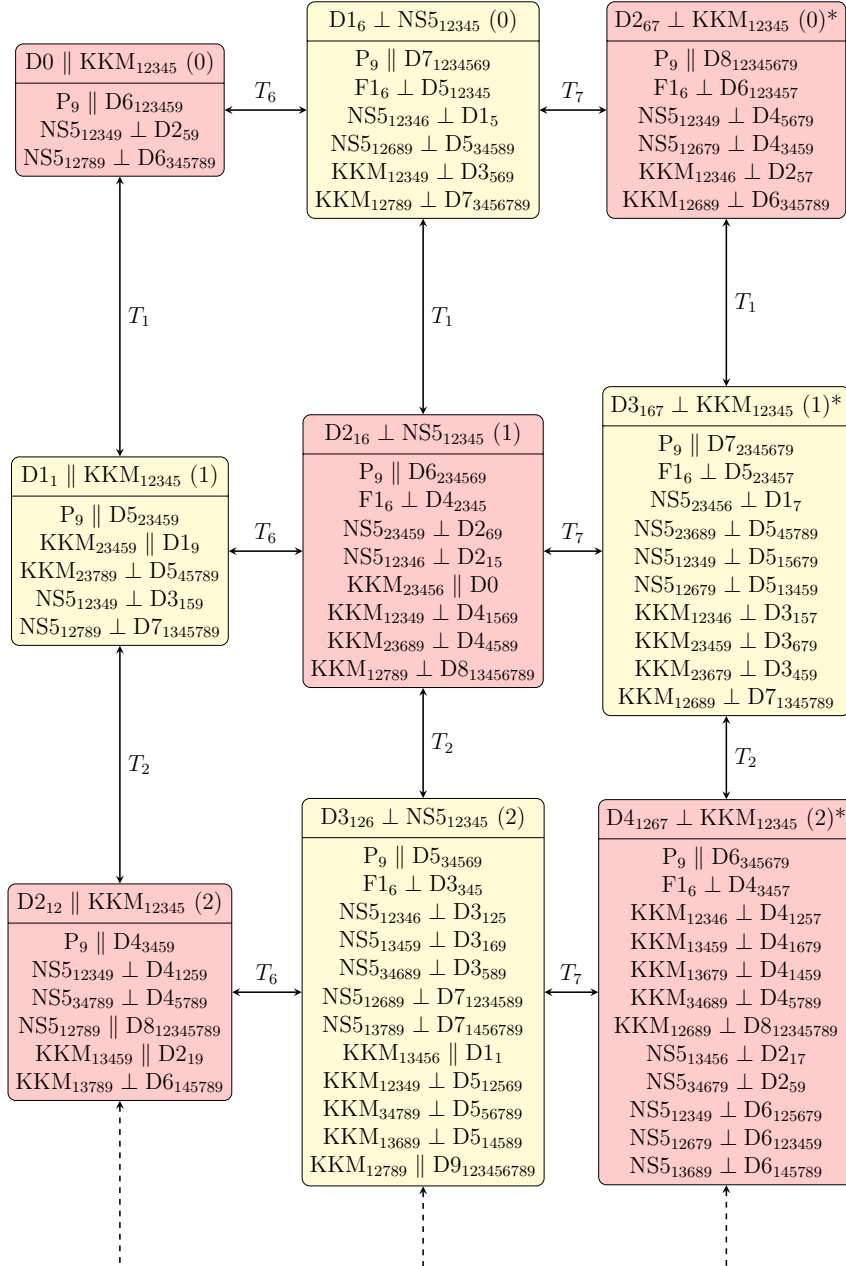 D0 ∥ KKM₁₂₃₄₅ (0)
P₉ ∥ D6₁₂₃₄₅₉
NS5₁₂₃₄₉ ⊥ D2₅₉
NS5₁₂₇₈₉ ⊥ D6₃₄₅₇₈₉
T₆
D1₆ ⊥ NS5₁₂₃₄₅ (0)
P₉ ∥ D7₁₂₃₄₅₆₉
F1₆ ⊥ D5₁₂₃₄₅
NS5₁₂₃₄₆ ⊥ D1₅
NS5₁₂₆₈₉ ⊥ D5₃₄₅₈₉
KKM₁₂₃₄₉ ⊥ D3₅₆₉
KKM₁₂₇₈₉ ⊥ D7₃₄₅₆₇₈₉
T₇
D2₆₇ ⊥ KKM₁₂₃₄₅ (0)*
P₉ ∥ D8₁₂₃₄₅₆₇₉
F1₆ ⊥ D6₁₂₃₄₅₇
NS5₁₂₃₄₉ ⊥ D4₅₆₇₉
NS5₁₂₆₇₉ ⊥ D4₃₄₅₉
KKM₁₂₃₄₆ ⊥ D2₅₇
KKM₁₂₆₈₉ ⊥ D6₃₄₅₇₈₉
T₁
T₁
T₁
D1₁ ∥ KKM₁₂₃₄₅ (1)
P₉ ∥ D5₂₃₄₅₉
KKM₂₃₄₅₉ ∥ D1₉
KKM₂₃₇₈₉ ⊥ D5₄₅₇₈₉
NS5₁₂₃₄₉ ⊥ D3₁₅₉
NS5₁₂₇₈₉ ⊥ D7₁₃₄₅₇₈₉
T₆
D2₁₆ ⊥ NS5₁₂₃₄₅ (1)
P₉ ∥ D6₂₃₄₅₆₉
F1₆ ⊥ D4₂₃₄₅
NS5₂₃₄₅₉ ⊥ D2₆₉
NS5₁₂₃₄₆ ⊥ D2₁₅
KKM₂₃₄₅₆ ∥ D0
KKM₁₂₃₄₉ ⊥ D4₁₅₆₉
KKM₂₃₆₈₉ ⊥ D4₄₅₈₉
KKM₁₂₇₈₉ ⊥ D8₁₃₄₅₆₇₈₉
T₇
D3₁₆₇ ⊥ KKM₁₂₃₄₅ (1)*
P₉ ∥ D7₂₃₄₅₆₇₉
F1₆ ⊥ D5₂₃₄₅₇
NS5₂₃₄₅₆ ⊥ D1₇
NS5₂₃₆₈₉ ⊥ D5₄₅₇₈₉
NS5₁₂₃₄₉ ⊥ D5₁₅₆₇₉
NS5₁₂₆₇₉ ⊥ D5₁₃₄₅₉
KKM₁₂₃₄₆ ⊥ D3₁₅₇
KKM₂₃₄₅₉ ⊥ D3₆₇₉
KKM₂₃₆₇₉ ⊥ D3₄₅₉
KKM₁₂₆₈₉ ⊥ D7₁₃₄₅₇₈₉
T₂
T₂
T₂
D2₁₂ ∥ KKM₁₂₃₄₅ (2)
P₉ ∥ D4₃₄₅₉
NS5₁₂₃₄₉ ⊥ D4₁₂₅₉
NS5₃₄₇₈₉ ⊥ D4₅₇₈₉
NS5₁₂₇₈₉ ∥ D8₁₂₃₄₅₇₈₉
KKM₁₃₄₅₉ ∥ D2₁₉
KKM₁₃₇₈₉ ⊥ D6₁₄₅₇₈₉
T₆
D3₁₂₆ ⊥ NS5₁₂₃₄₅ (2)
P₉ ∥ D5₃₄₅₆₉
F1₆ ⊥ D3₃₄₅
NS5₁₂₃₄₆ ⊥ D3₁₂₅
NS5₁₃₄₅₉ ⊥ D3₁₆₉
NS5₃₄₆₈₉ ⊥ D3₅₈₉
NS5₁₂₆₈₉ ⊥ D7₁₂₃₄₅₈₉
NS5₁₃₇₈₉ ⊥ D7₁₄₅₆₇₈₉
KKM₁₃₄₅₆ ∥ D1₁
KKM₁₂₃₄₉ ⊥ D5₁₂₅₆₉
KKM₃₄₇₈₉ ⊥ D5₅₆₇₈₉
KKM₁₃₆₈₉ ⊥ D5₁₄₅₈₉
KKM₁₂₇₈₉ ∥ D9₁₂₃₄₅₆₇₈₉
T₇
D4₁₂₆₇ ⊥ KKM₁₂₃₄₅ (2)*
P₉ ∥ D6₃₄₅₆₇₉
F1₆ ⊥ D4₃₄₅₇
KKM₁₂₃₄₆ ⊥ D4₁₂₅₇
KKM₁₃₄₅₉ ⊥ D4₁₆₇₉
KKM₁₃₆₇₉ ⊥ D4₁₄₅₉
KKM₃₄₆₈₉ ⊥ D4₅₇₈₉
KKM₁₂₆₈₉ ⊥ D8₁₂₃₄₅₇₈₉
NS5₁₃₄₅₆ ⊥ D2₁₇
NS5₃₄₆₇₉ ⊥ D2₅₉
NS5₁₂₃₄₉ ⊥ D6₁₂₅₆₇₉
NS5₁₂₆₇₉ ⊥ D6₁₂₃₄₅₉
NS5₁₃₆₈₉ ⊥ D6₁₄₅₇₈₉